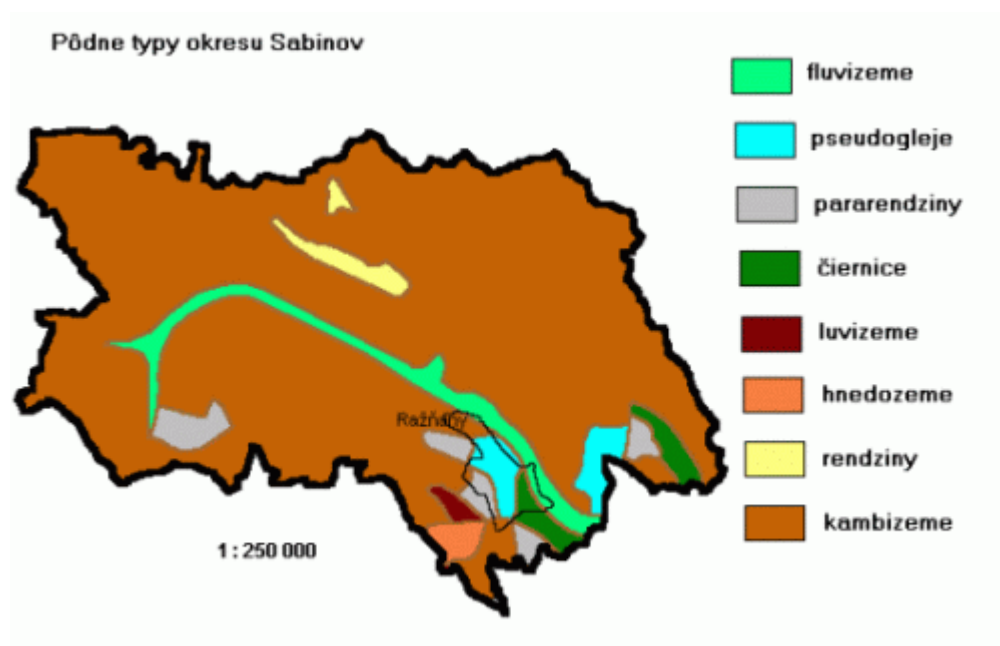 Pôdne typy okresu Sabinov
fluvizeme
pseudogleje
pararendziny
čiernice
luvizeme
hnedozeme
rendziny
kambizeme
Ražňany
1 : 250 000